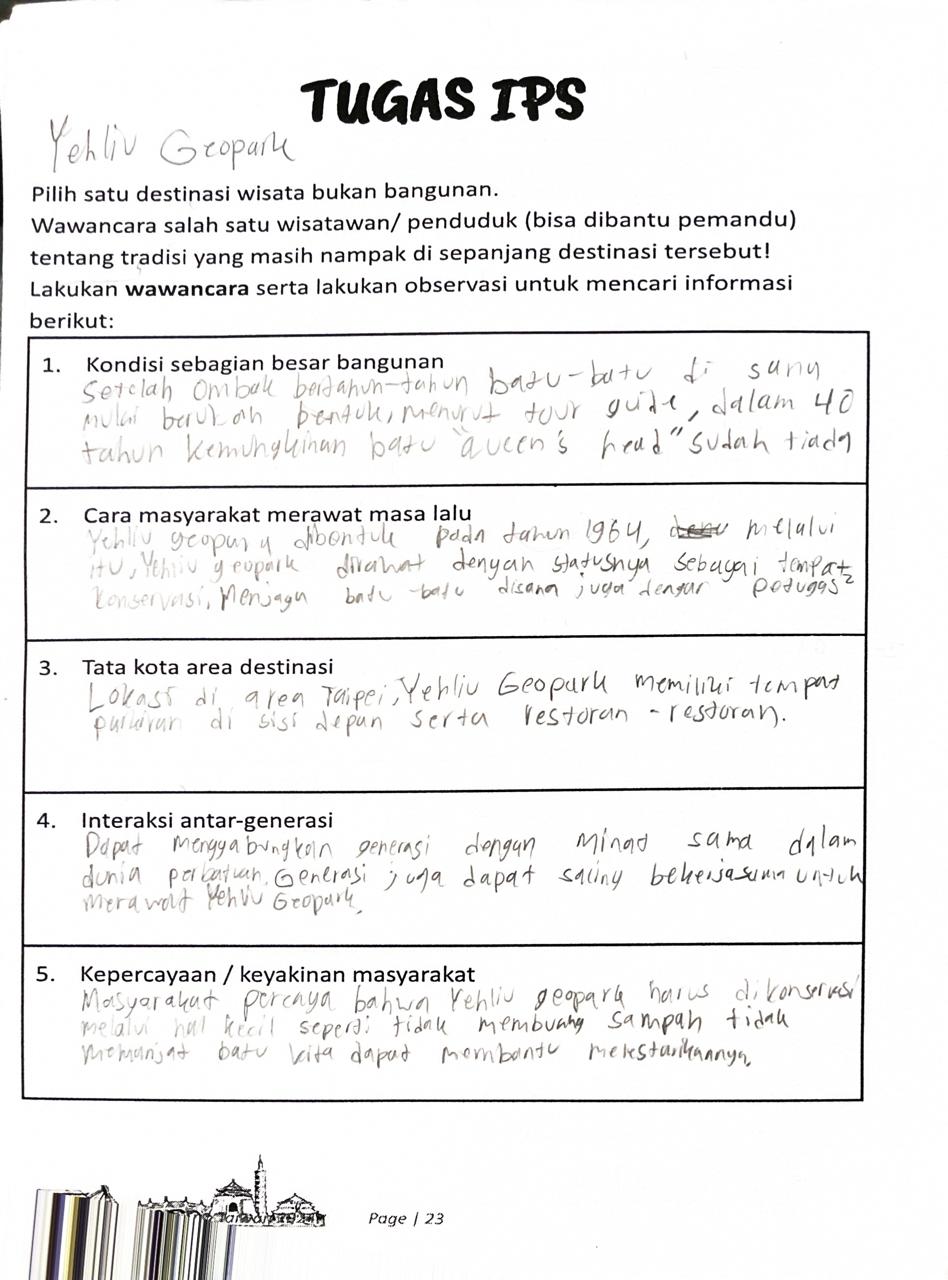 TUGAS IPS
Yehliu Geopark
Pilih satu destinasi wisata bukan bangunan.
Wawancara salah satu wisatawan/ penduduk (bisa dibantu pemandu)
tentang tradisi yang masih nampak di sepanjang destinasi tersebut!
Lakukan wawancara serta lakukan observasi untuk mencari informasi
berikut:
1. Kondisi sebagian besar bangunan
Setelah Ombak bertahun-tahun batu-batu di sana
mulai berubah bentuk, menurut tour guide, dalam 40
tahun kemungkinan batu "queen's head" sudah tiada
2. Cara masyarakat merawat masa lalu
Yehliu geopark dibentuk pada tahun 1964, melalui
itu, Yehliu geopark dirawat dengan statusnya sebagai tempat
konservasi, Menjaga batu-batu disana juga dengan petugas2
3. Tata kota area destinasi
Lokasi di area Taipei, Yehliu Geopark memiliki tempat
parkiran di sisi depan serta restoran-restoran.
4. Interaksi antar-generasi
Dapat menggabungkan generasi dengan minat sama dalam
dunia perbatuan. Generasi juga dapat saling bekerjasama untuk
merawat Yehliu Geopark.
5. Kepercayaan / keyakinan masyarakat
Masyarakat percaya bahwa Yehliu geopark harus dikonservasi
melalui hal kecil seperti tidak membuang sampah tidak
memanjat batu kita dapat membantu melestarikannya.
Page | 23